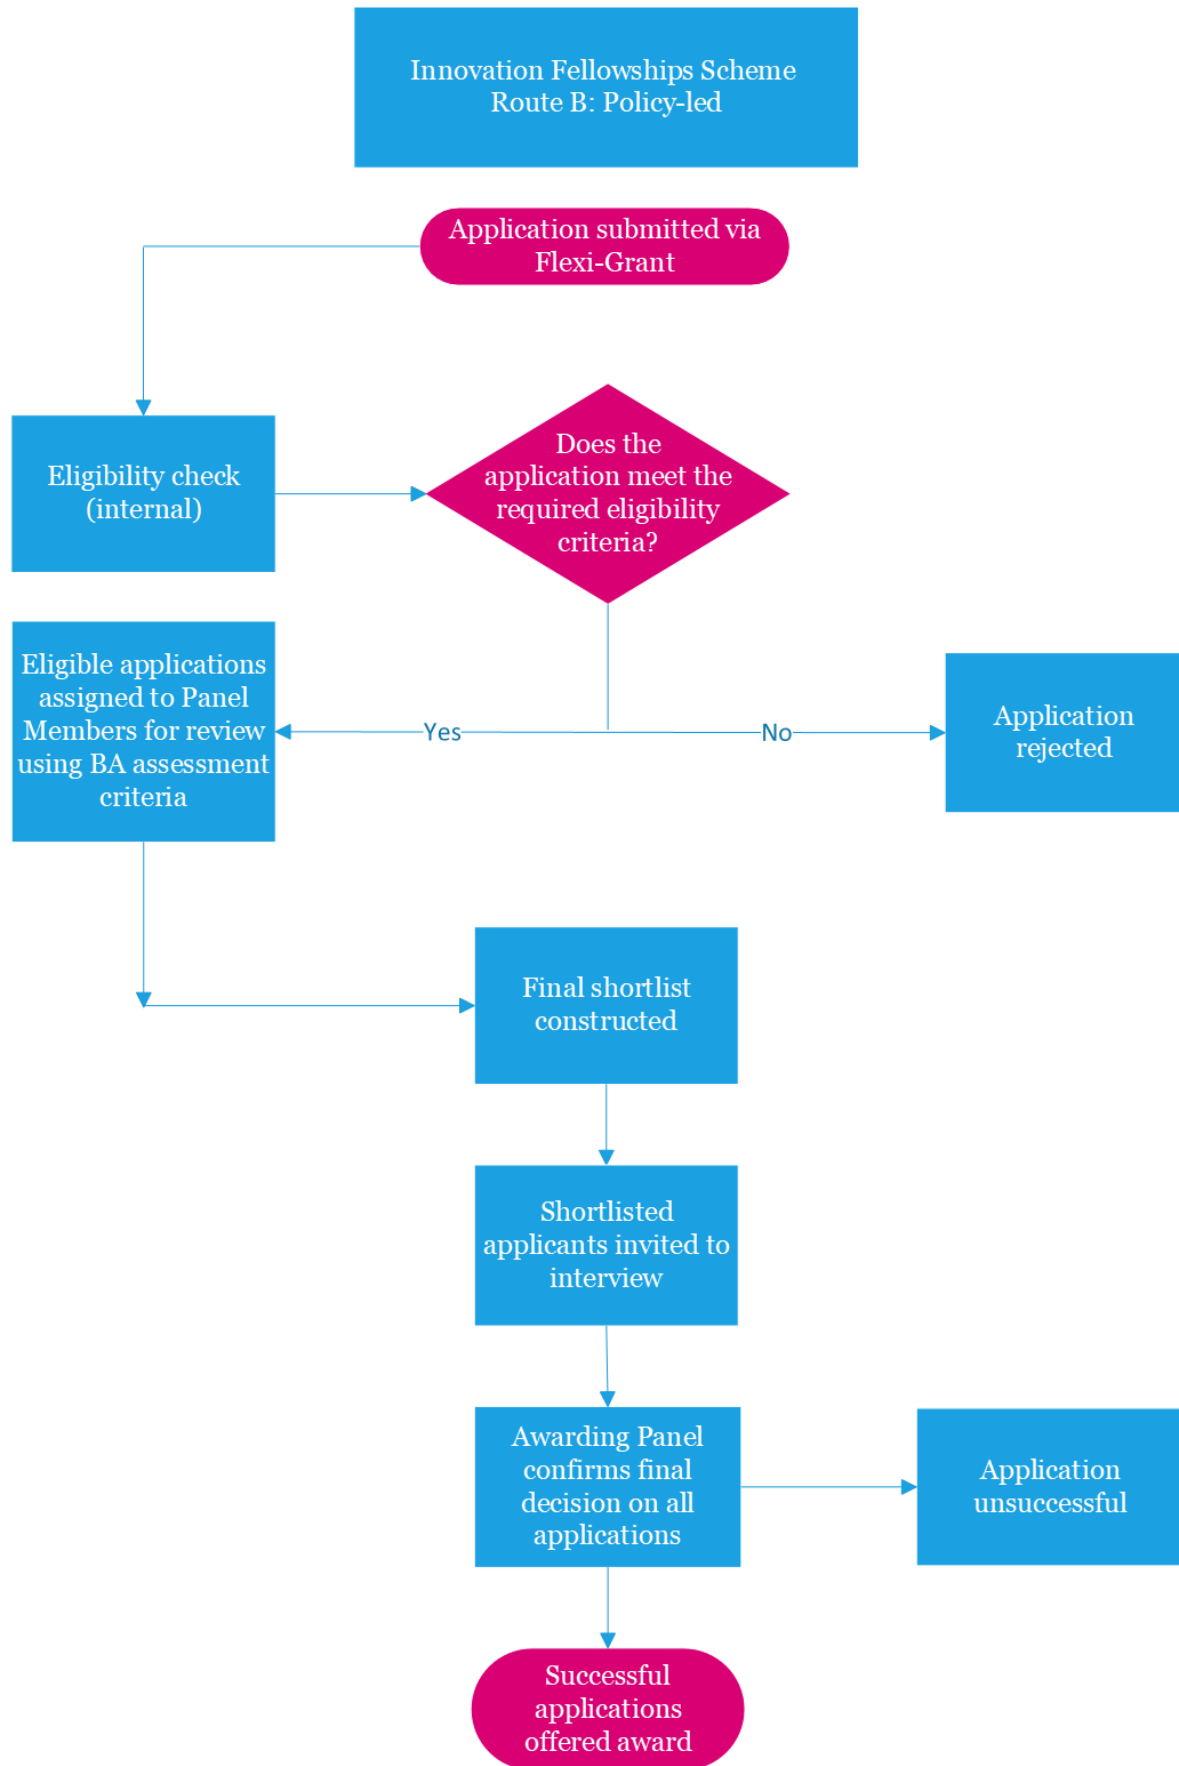 Innovation Fellowships Scheme
Route B: Policy-led
Application submitted via
Flexi-Grant
Eligibility check
(internal)
Does the
application meet the
required eligibility
criteria?
Eligible applications
assigned to Panel
Members for review
using BA assessment
criteria
Yes
No
Application
rejected
Final shortlist
constructed
Shortlisted
applicants invited to
interview
Awarding Panel
confirms final
decision on all
applications
Application
unsuccessful
Successful
applications
offered award